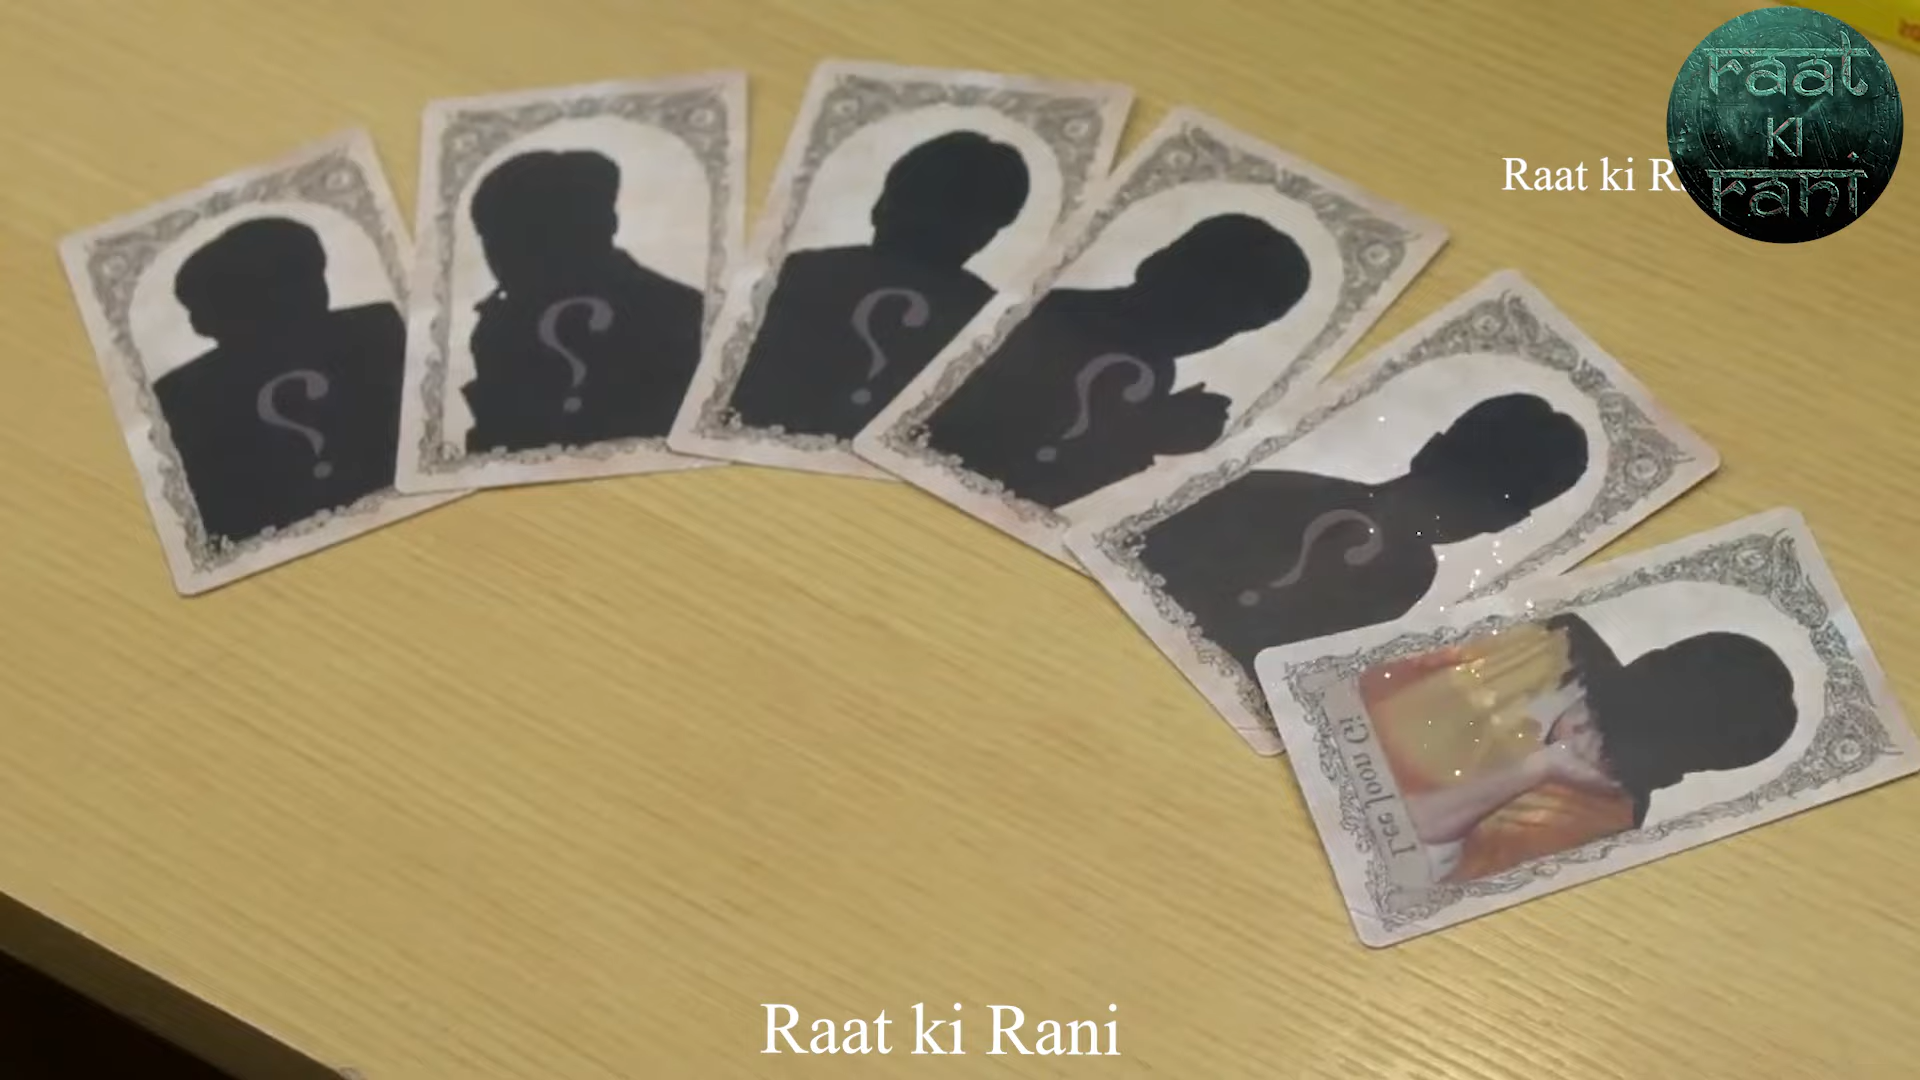 raat
ki
rani
Raat ki R
?
?
?
?
?
Lee Joon Gi
Raat ki Rani